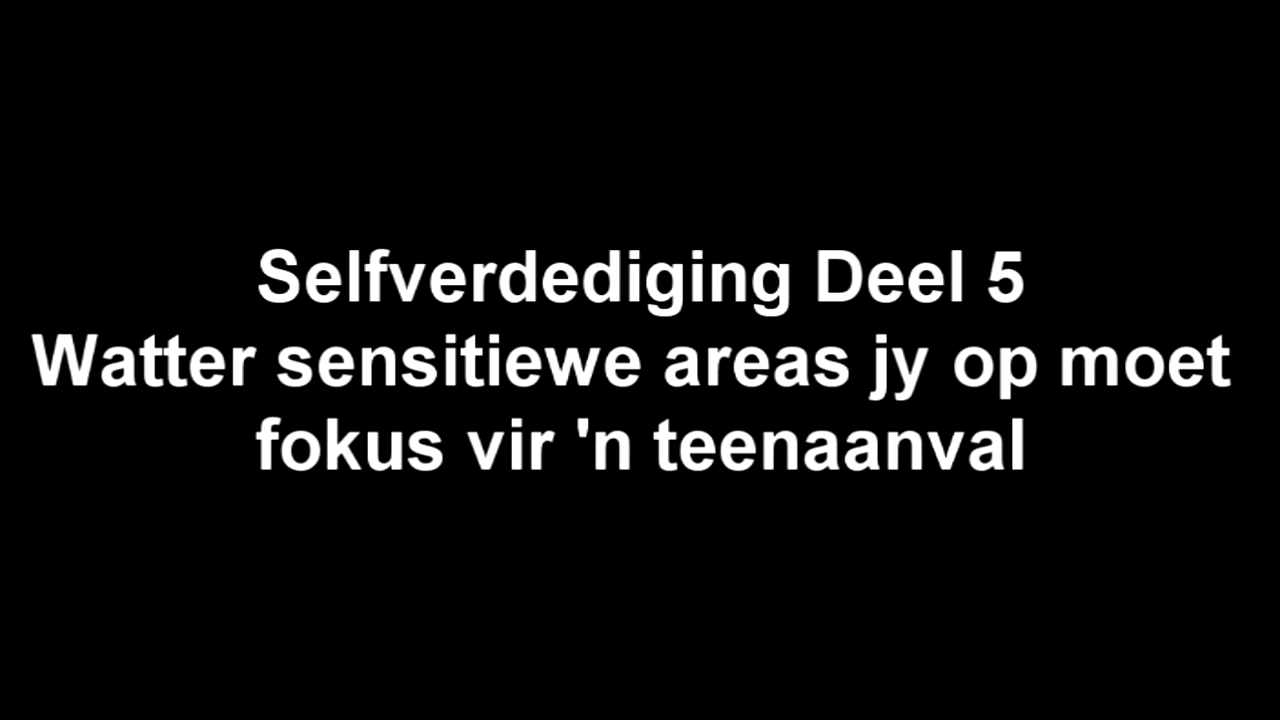 Selfverdediging Deel 5
Watter sensitiewe areas jy op moet
fokus vir 'n teenaanval